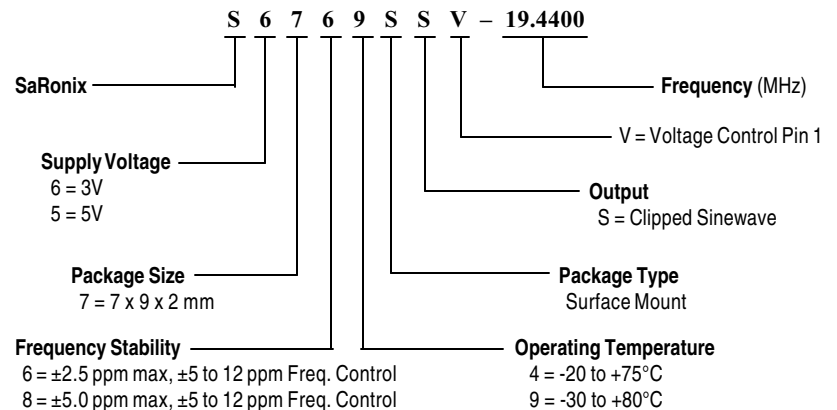 S 6 7 6 9 S S V – 19.4400
SaRonix
Frequency (MHz)
V = Voltage Control Pin 1
Supply Voltage
6 = 3V
5 = 5V
Output
S = Clipped Sinewave
Package Size
7 = 7 x 9 x 2 mm
Package Type
Surface Mount
Frequency Stability
6 = ±2.5 ppm max, ±5 to 12 ppm Freq. Control
8 = ±5.0 ppm max, ±5 to 12 ppm Freq. Control
Operating Temperature
4 = -20 to +75°C
9 = -30 to +80°C